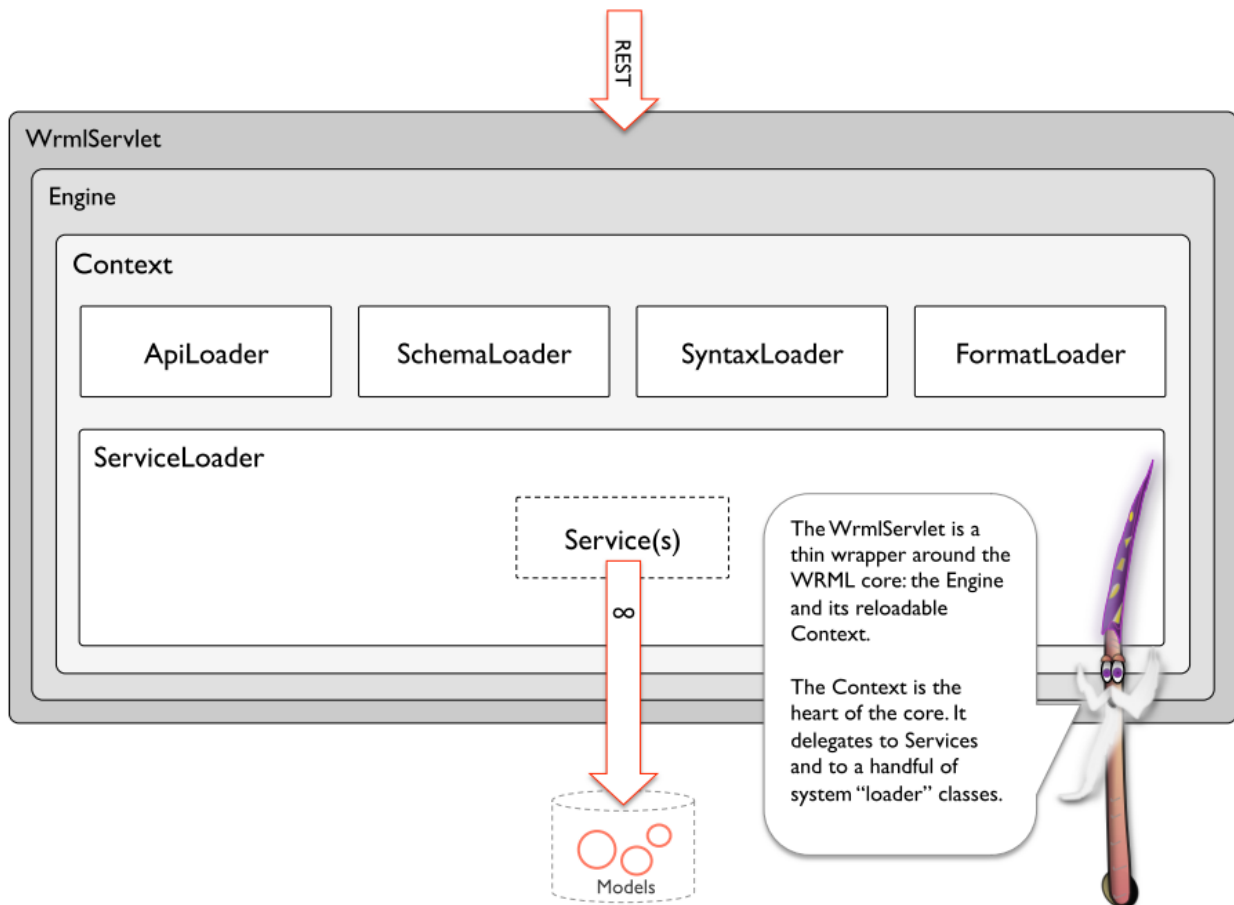 REST
WrmlServlet
Engine
Context
ApiLoader
SchemaLoader
SyntaxLoader
FormatLoader
ServiceLoader
Service(s)
∞
Models
The WrmlServlet is a
thin wrapper around the
WRML core: the Engine
and its reloadable
Context.
The Context is the
heart of the core. It
delegates to Services
and to a handful of
system “loader” classes.